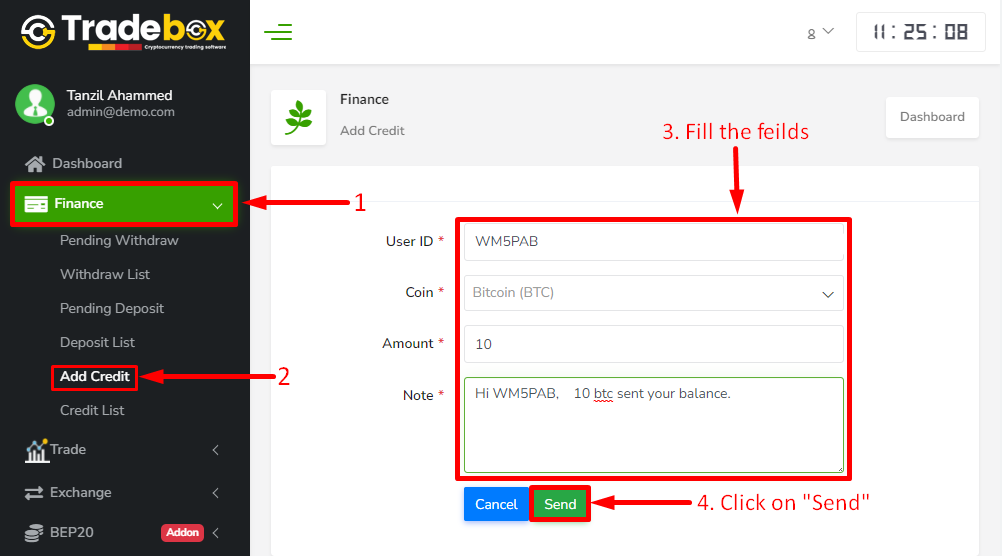 Tradebox
Cryptocurrency trading software
8
11:25:08
Tanzil Ahammed
admin@demo.com
Finance
Add Credit
Dashboard
3. Fill the feilds
Dashboard
Finance
1
Pending Withdraw
Withdraw List
Pending Deposit
Deposit List
Add Credit
2
Credit List
Trade
Exchange
BEP20 Addon
User ID * WM5PAB
Coin * Bitcoin (BTC)
Amount * 10
Note * Hi WM5PAB, 10 btc sent your balance.
Cancel Send
4. Click on "Send"